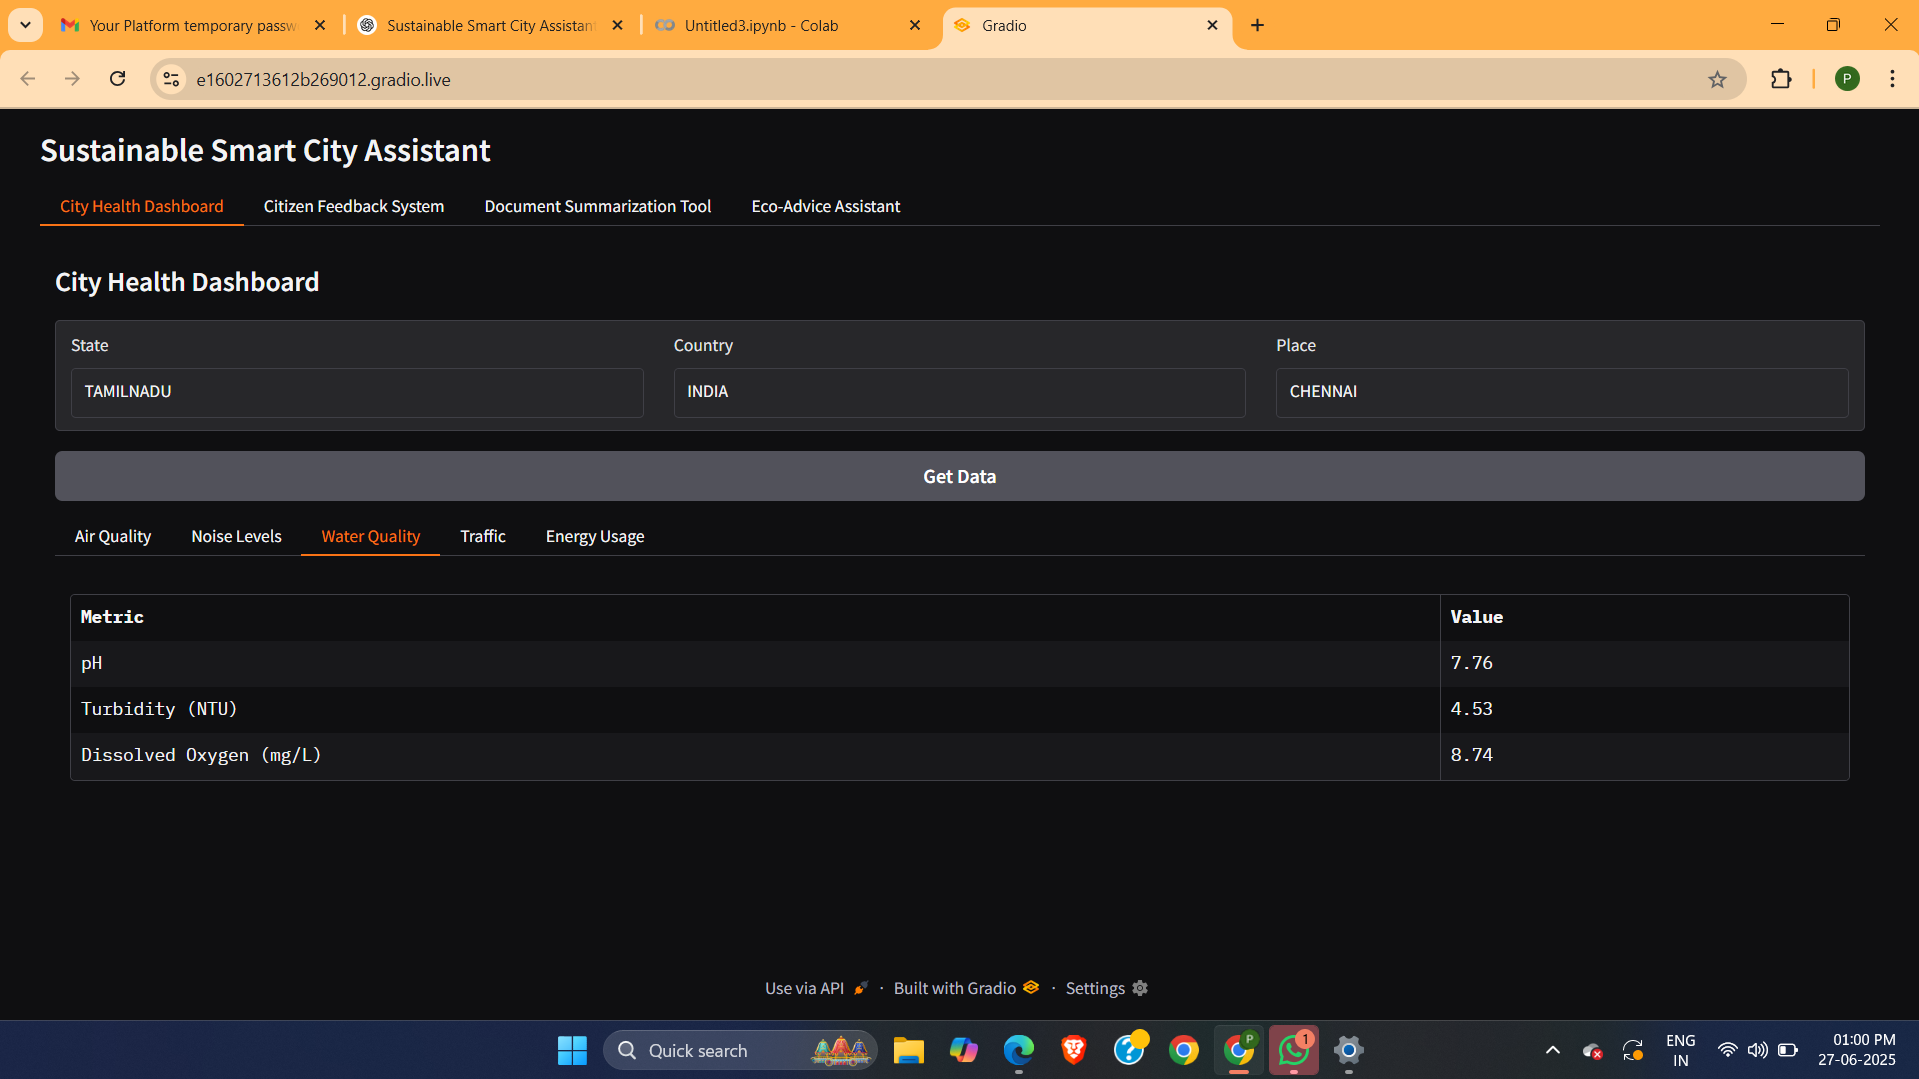 Your Platform temporary passw
Sustainable Smart City Assistant
Untitled3.ipynb - Colab
Gradio
e1602713612b269012.gradio.live
P
Sustainable Smart City Assistant
City Health Dashboard
Citizen Feedback System
Document Summarization Tool
Eco-Advice Assistant
City Health Dashboard
State
Country
Place
TAMILNADU
INDIA
CHENNAI
Get Data
Air Quality
Noise Levels
Water Quality
Traffic
Energy Usage
Metric
Value
pH
7.76
Turbidity (NTU)
4.53
Dissolved Oxygen (mg/L)
8.74
Use via API
·
Built with Gradio
·
Settings
Quick search
P
1
ENG
IN
01:00 PM
27-06-2025